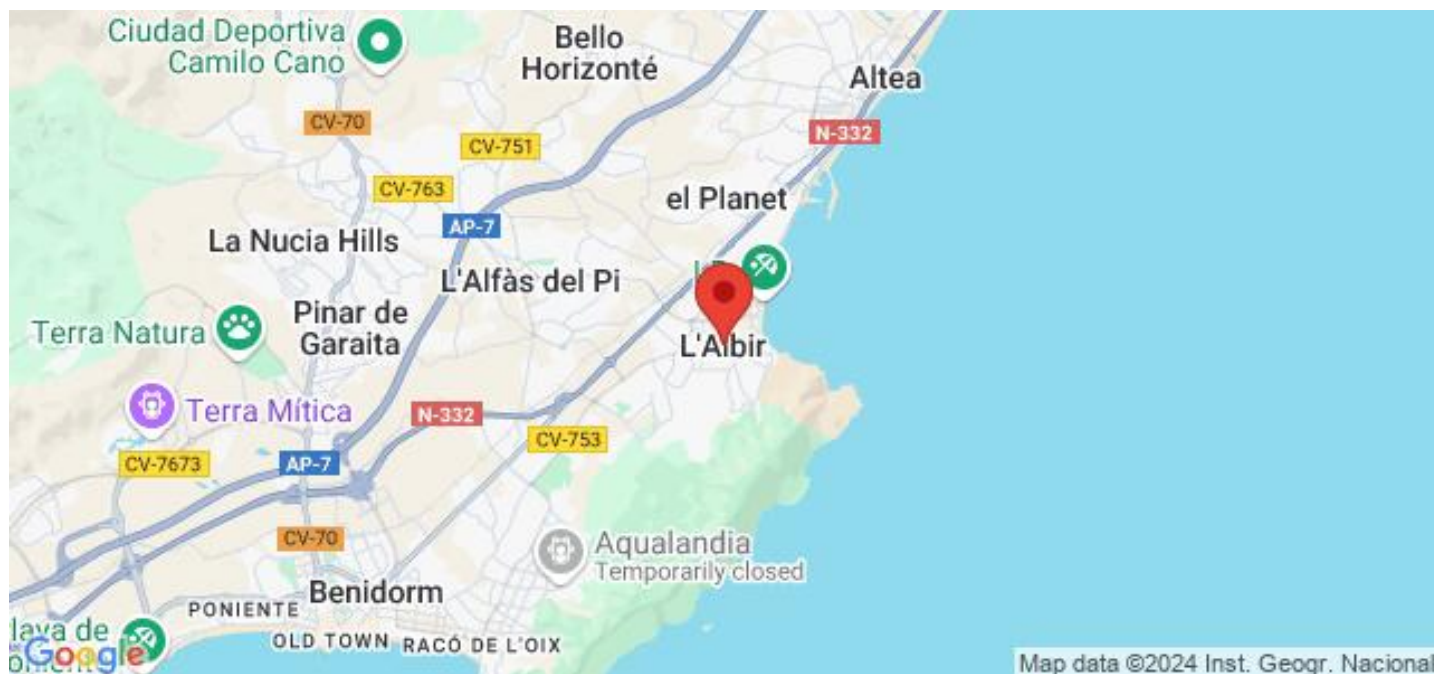 Ciudad Deportiva
Camilo Cano
Bello
Horizonté
Altea
CV-70
N-332
CV-751
CV-763
el Planet
AP-7
La Nucia Hills
L'Alfàs del Pi
Pinar de
Garaita
Terra Natura
L'Albir
Terra Mítica
N-332
CV-753
CV-7673
AP-7
CV-70
Aqualandia
Temporarily closed
Benidorm
PONIENTE
OLD TOWN
RACÓ DE L'OIX
de
Google
Map data ©2024 Inst. Geogr. Nacional